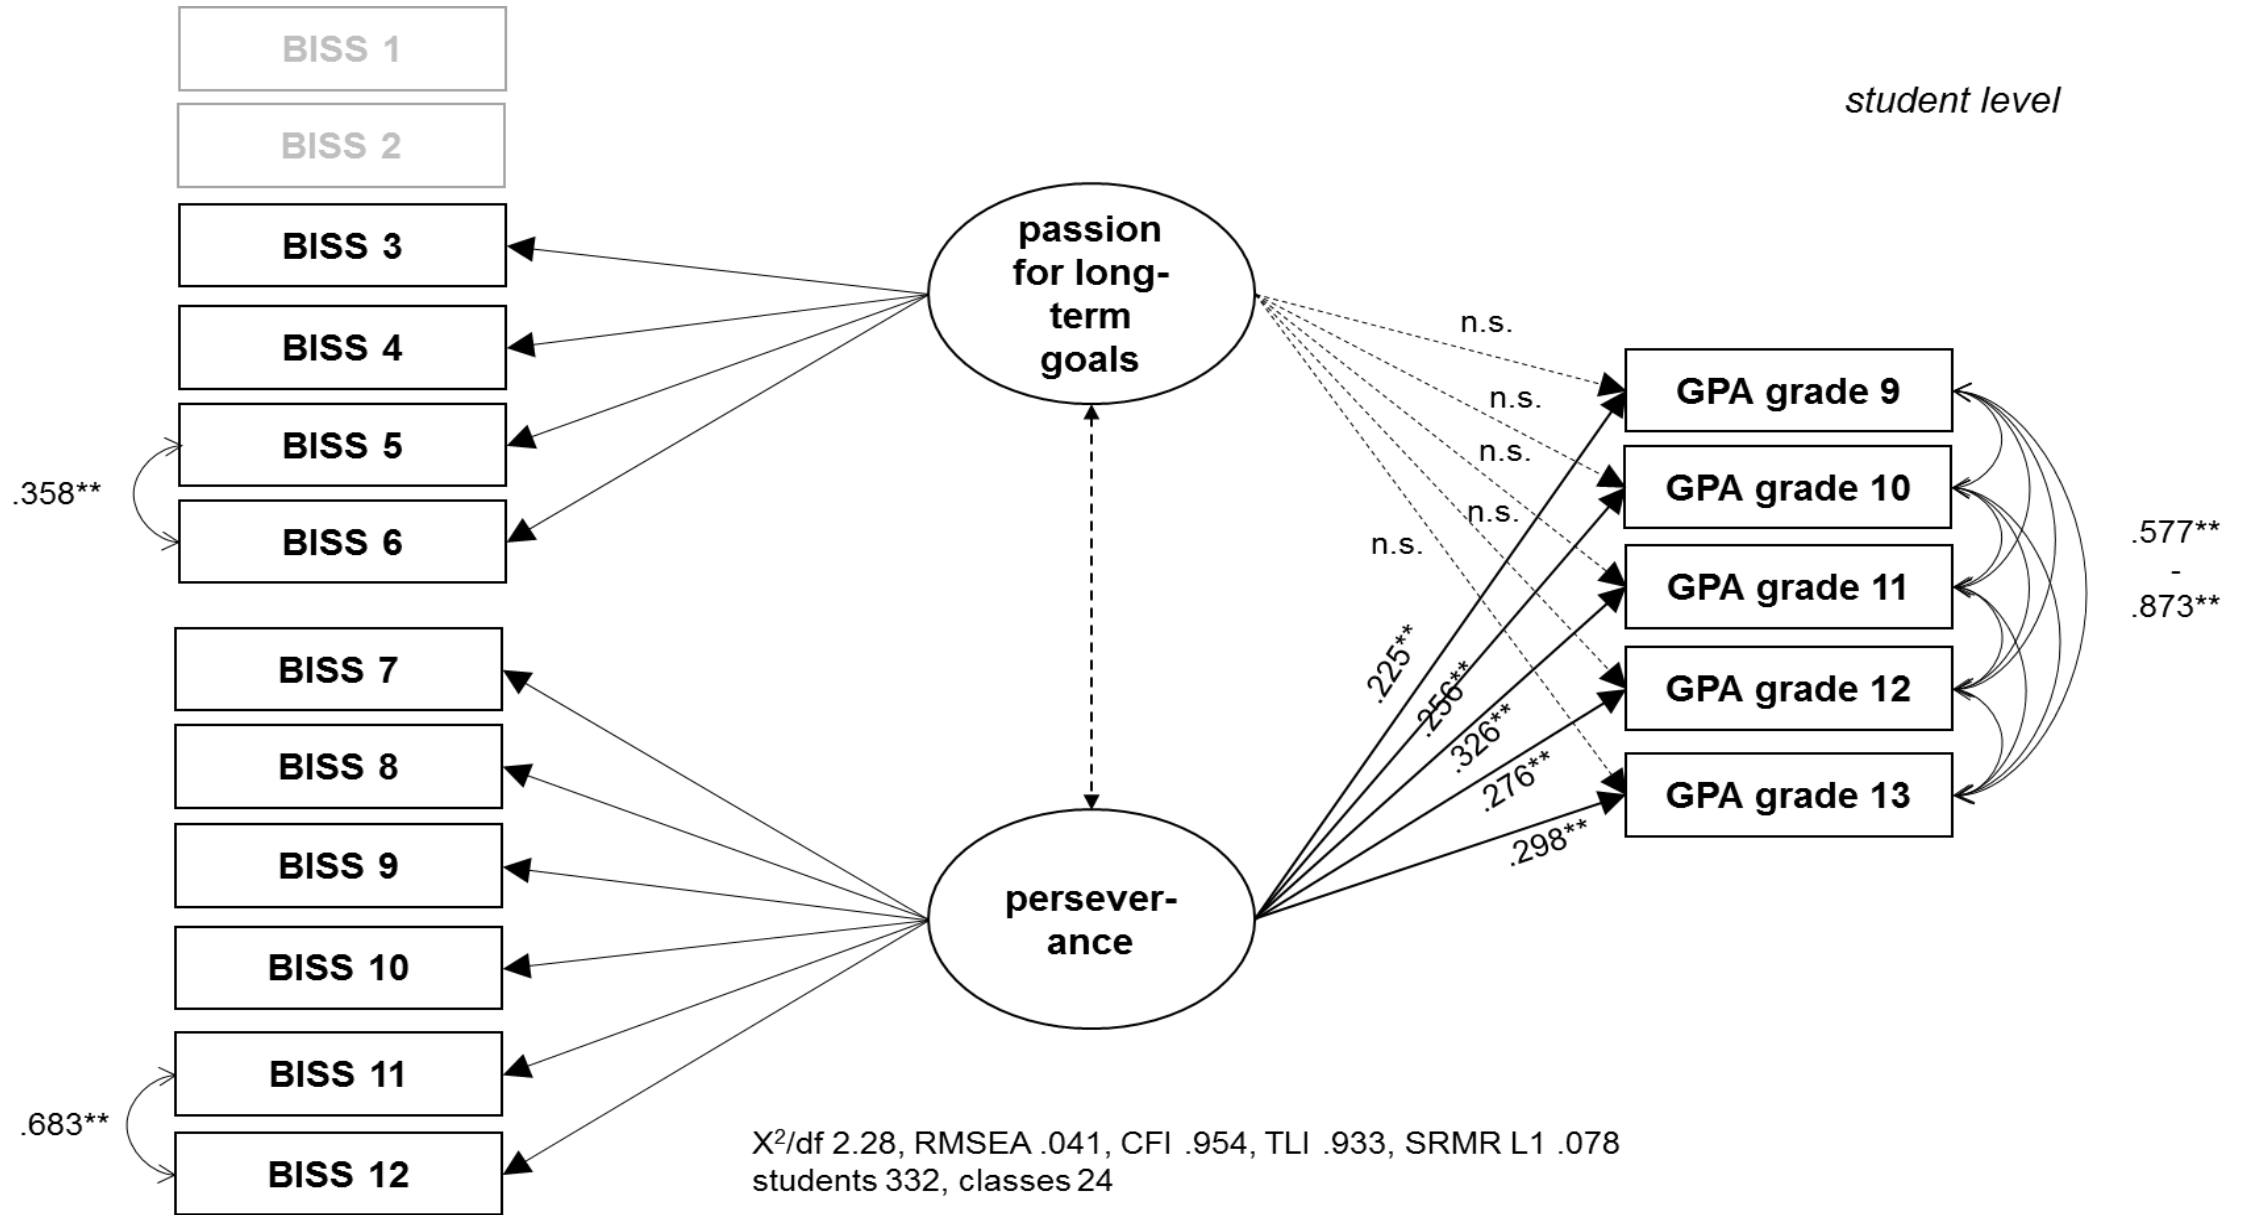 BISS 1
BISS 2
BISS 3
BISS 4
BISS 5
BISS 6
.358**
BISS 7
BISS 8
BISS 9
BISS 10
BISS 11
BISS 12
.683**
passion
for long-
term
goals
persever-
ance
student level
n.s.
n.s.
n.s.
n.s.
n.s.
.225**
.256**
.326**
.276**
.298**
GPA grade 9
GPA grade 10
GPA grade 11
GPA grade 12
GPA grade 13
.577**
-
.873**
X²/df 2.28, RMSEA .041, CFI .954, TLI .933, SRMR L1 .078
students 332, classes 24